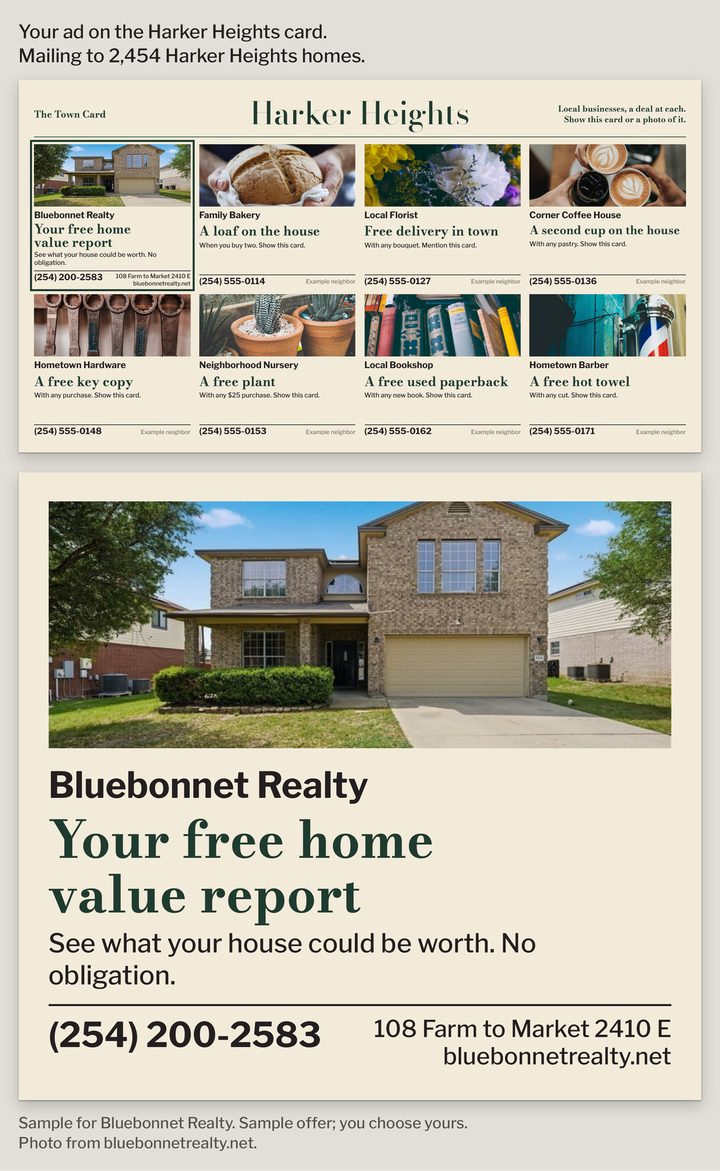 Your ad on the Harker Heights card.
Mailing to 2,454 Harker Heights homes.
The Town Card
Harker Heights
Local businesses, a deal at each.
Show this card or a photo of it.
Bluebonnet Realty
Your free home
value report
See what your house could be worth. No
obligation.
(254) 200-2583
108 Farm to Market 2410 E
bluebonnetrealty.net
Family Bakery
A loaf on the house
When you buy two. Show this card.
(254) 555-0114
Example neighbor
Local Florist
Free delivery in town
With any bouquet. Mention this card.
(254) 555-0127
Example neighbor
Corner Coffee House
A second cup on the house
With any pastry. Show this card.
(254) 555-0136
Example neighbor
Hometown Hardware
A free key copy
With any purchase. Show this card.
(254) 555-0148
Example neighbor
Neighborhood Nursery
A free plant
With any $25 purchase. Show this card.
(254) 555-0153
Example neighbor
Local Bookshop
A free used paperback
With any new book. Show this card.
(254) 555-0162
Example neighbor
Hometown Barber
A free hot towel
With any cut. Show this card.
(254) 555-0171
Example neighbor
Bluebonnet Realty
Your free home
value report
See what your house could be worth. No
obligation.
(254) 200-2583
108 Farm to Market 2410 E
bluebonnetrealty.net
Sample for Bluebonnet Realty. Sample offer; you choose yours.
Photo from bluebonnetrealty.net.